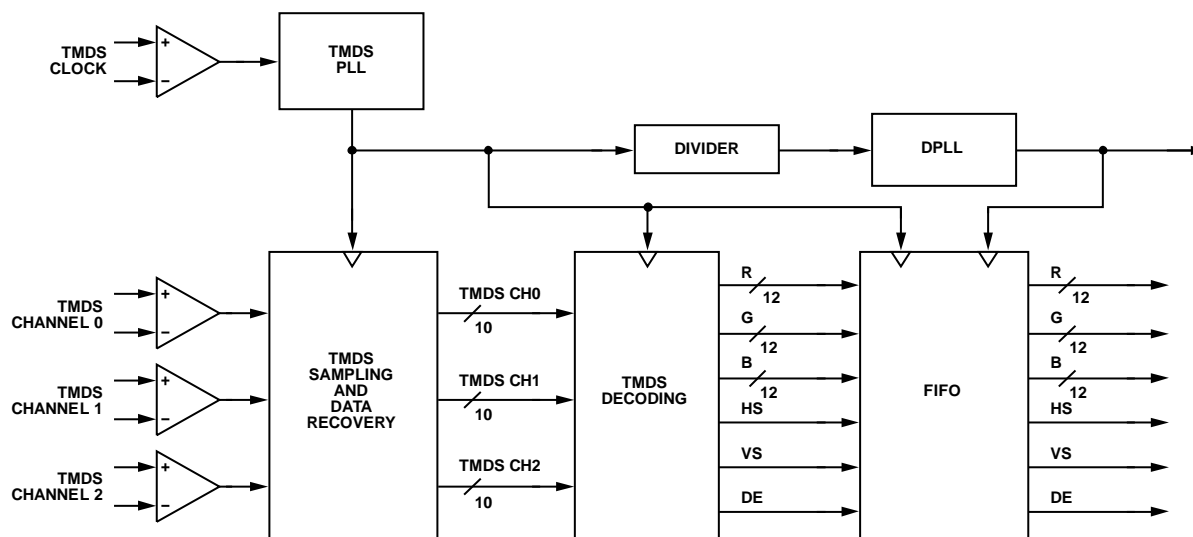 TMDS
CLOCK
+
−
TMDS
PLL
DIVIDER
DPLL
TMDS
CHANNEL 0
+
−
TMDS
CHANNEL 1
+
−
TMDS
CHANNEL 2
+
−
TMDS
SAMPLING
AND
DATA
RECOVERY
TMDS CH0
10
TMDS CH1
10
TMDS CH2
10
TMDS
DECODING
R
12
G
12
B
12
HS
VS
DE
FIFO
R
12
G
12
B
12
HS
VS
DE